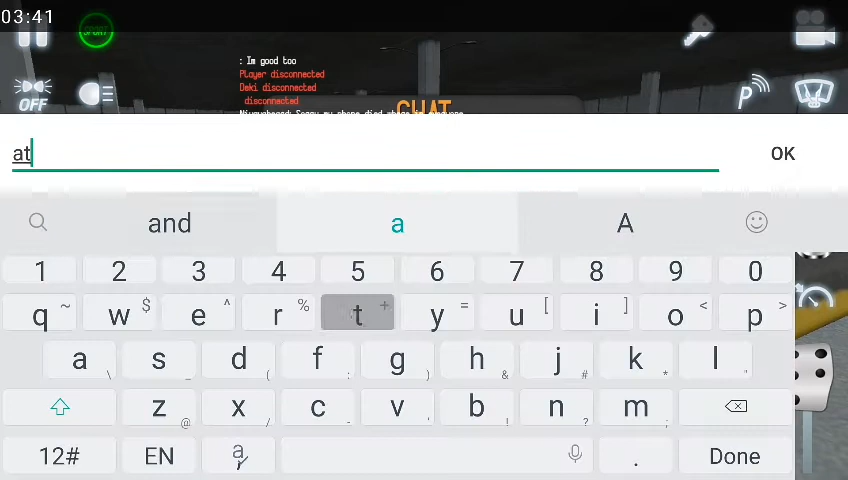 03:41
SPORT
: Im good too
Player disconnected
Deki disconnected
disconnected
CHAT
OFF
P
at
OK
and a A
1 2 3 4 5 6 7 8 9 0
q ~ w $ e ^ r % t + y = u [ i ] o < p >
a \ s _ d ( f : g ) h & j # k * l "
z @ x / c - v ' b ! n ? m ;
12# EN a , . Done